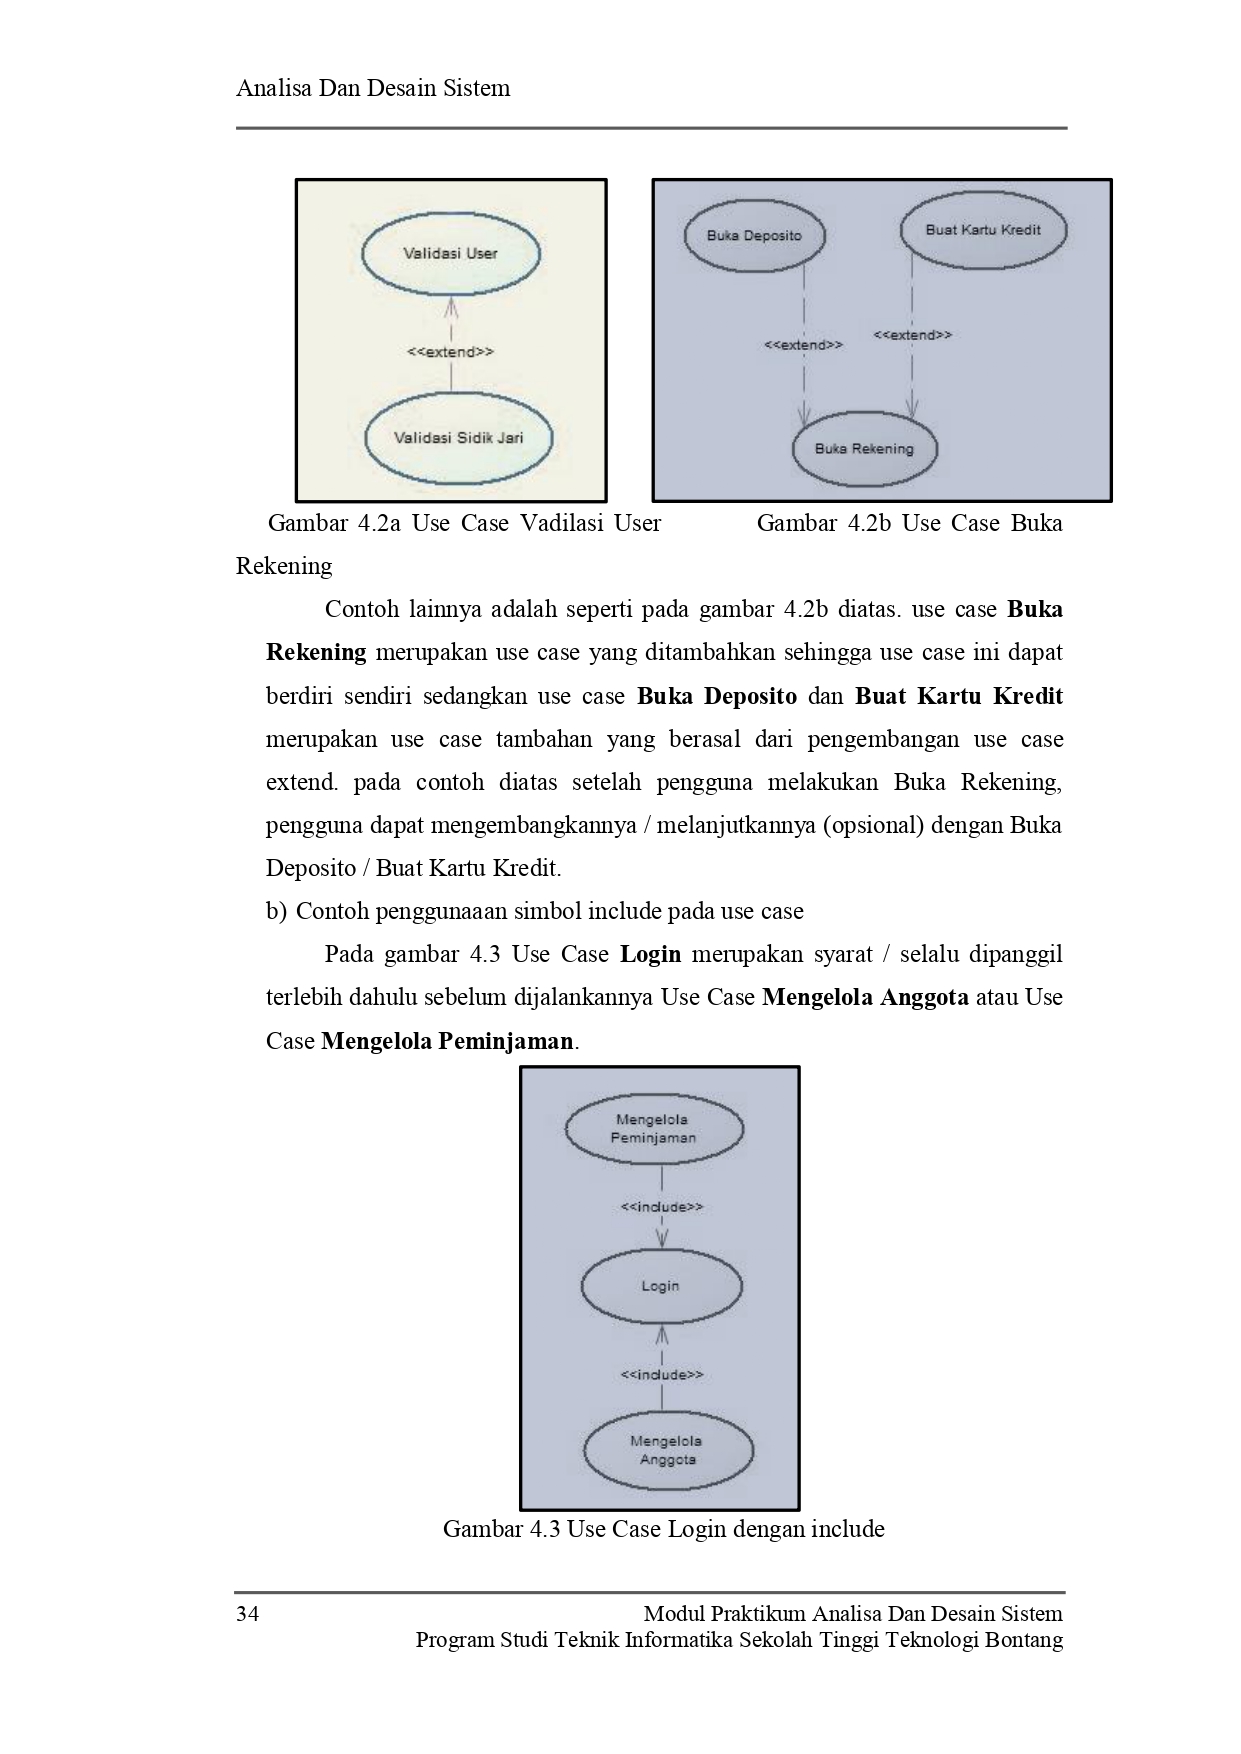 Analisa Dan Desain Sistem
Validasi User
<<extend>>
Validasi Sidik Jari
Buka Deposito
Buat Kartu Kredit
<<extend>>
<<extend>>
Buka Rekening
Gambar 4.2a Use Case Vadilasi User Gambar 4.2b Use Case Buka
Rekening
Contoh lainnya adalah seperti pada gambar 4.2b diatas. use case Buka
Rekening merupakan use case yang ditambahkan sehingga use case ini dapat
berdiri sendiri sedangkan use case Buka Deposito dan Buat Kartu Kredit
merupakan use case tambahan yang berasal dari pengembangan use case
extend. pada contoh diatas setelah pengguna melakukan Buka Rekening,
pengguna dapat mengembangkannya / melanjutkannya (opsional) dengan Buka
Deposito / Buat Kartu Kredit.
b) Contoh penggunaaan simbol include pada use case
Pada gambar 4.3 Use Case Login merupakan syarat / selalu dipanggil
terlebih dahulu sebelum dijalankannya Use Case Mengelola Anggota atau Use
Case Mengelola Peminjaman.
Mengelola
Peminjaman
<<include>>
Login
<<include>>
Mengelola
Anggota
Gambar 4.3 Use Case Login dengan include
34 Modul Praktikum Analisa Dan Desain Sistem
Program Studi Teknik Informatika Sekolah Tinggi Teknologi Bontang